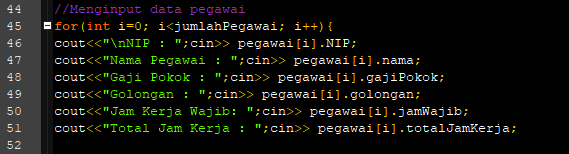 44 //Menginput data pegawai
45 for(int i=0; i<jumlahPegawai; i++){
46 cout<<"\nNIP : ";cin>> pegawai[i].NIP;
47 cout<<"Nama Pegawai : ";cin>> pegawai[i].nama;
48 cout<<"Gaji Pokok : ";cin>> pegawai[i].gajiPokok;
49 cout<<"Golongan : ";cin>> pegawai[i].golongan;
50 cout<<"Jam Kerja Wajib: ";cin>> pegawai[i].jamWajib;
51 cout<<"Total Jam Kerja : ";cin>> pegawai[i].totalJamKerja;
52